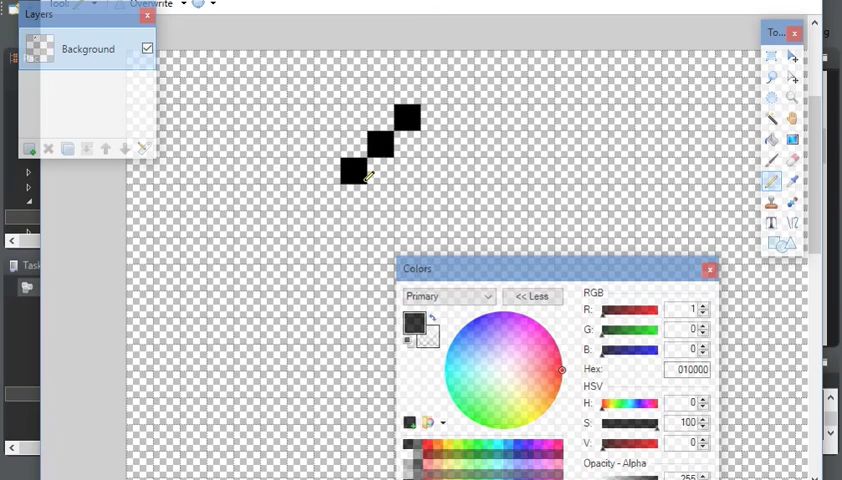 Tool:
Overwrite
Layers
Background
To...
Task
Colors
Primary
<< Less
RGB
R: 1
G: 0
B: 0
Hex: 010000
HSV
H: 0
S: 100
V: 0
Opacity - Alpha
255